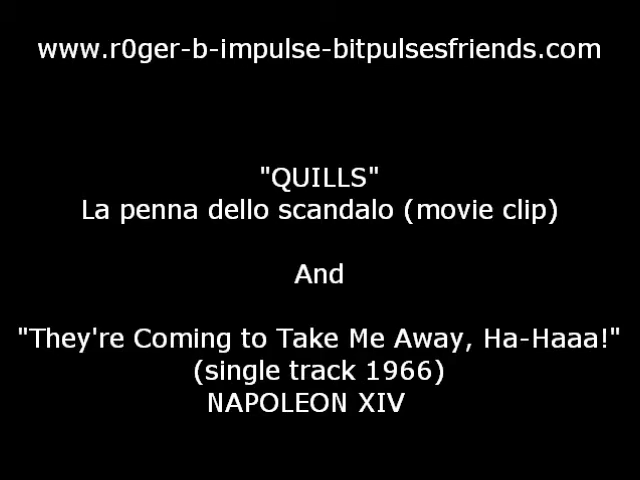 www.r0ger-b-impulse-bitpulsesfriends.com
"QUILLS"
La penna dello scandalo (movie clip)
And
"They're Coming to Take Me Away, Ha-Haaa!"
(single track 1966)
NAPOLEON XIV